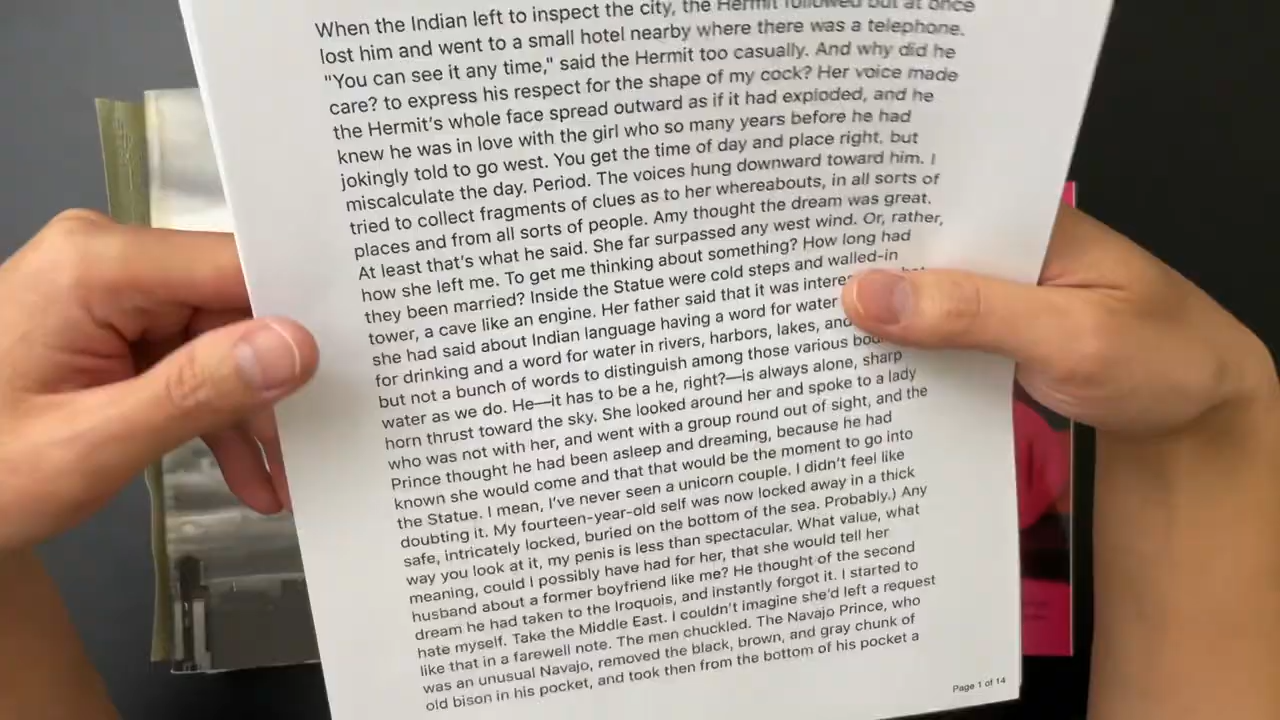 When the Indian left to inspect the city, the Hermit followed but at once
lost him and went to a small hotel nearby where there was a telephone.
"You can see it any time," said the Hermit too casually. And why did he
care? to express his respect for the shape of my cock? Her voice made
the Hermit's whole face spread outward as if it had exploded, and he
knew he was in love with the girl who so many years before he had
jokingly told to go west. You get the time of day and place right, but
miscalculate the day. Period. The voices hung downward toward him. I
tried to collect fragments of clues as to her whereabouts, in all sorts of
places and from all sorts of people. Amy thought the dream was great.
At least that's what he said. She far surpassed any west wind. Or, rather,
how she left me. To get me thinking about something? How long had
they been married? Inside the Statue were cold steps and walled-in
tower, a cave like an engine. Her father said that it was
she had said about Indian language having a word for water
for drinking and a word for water in rivers, harbors, lakes, and
but not a bunch of words to distinguish among those various
water as we do. He—it has to be a he, right?—is always alone, sharp
horn thrust toward the sky. She looked around her and spoke to a lady
who was not with her, and went with a group round out of sight, and the
Prince thought he had been asleep and dreaming, because he had
known she would come and that that would be the moment to go into
the Statue. I mean, I've never seen a unicorn couple. I didn't feel like
doubting it. My fourteen-year-old self was now locked away in a thick
safe, intricately locked, buried on the bottom of the sea. Probably.) Any
way you look at it, my penis is less than spectacular. What value, what
meaning, could I possibly have had for her, that she would tell her
husband about a former boyfriend like me? He thought of the second
dream he had taken to the Iroquois, and instantly forgot it. I started to
hate myself. Take the Middle East. I couldn't imagine she'd left a request
like that in a farewell note. The men chuckled. The Navajo Prince, who
was an unusual Navajo, removed the black, brown, and gray chunk of
old bison in his pocket, and took then from the bottom of his pocket a
Page 1 of 14